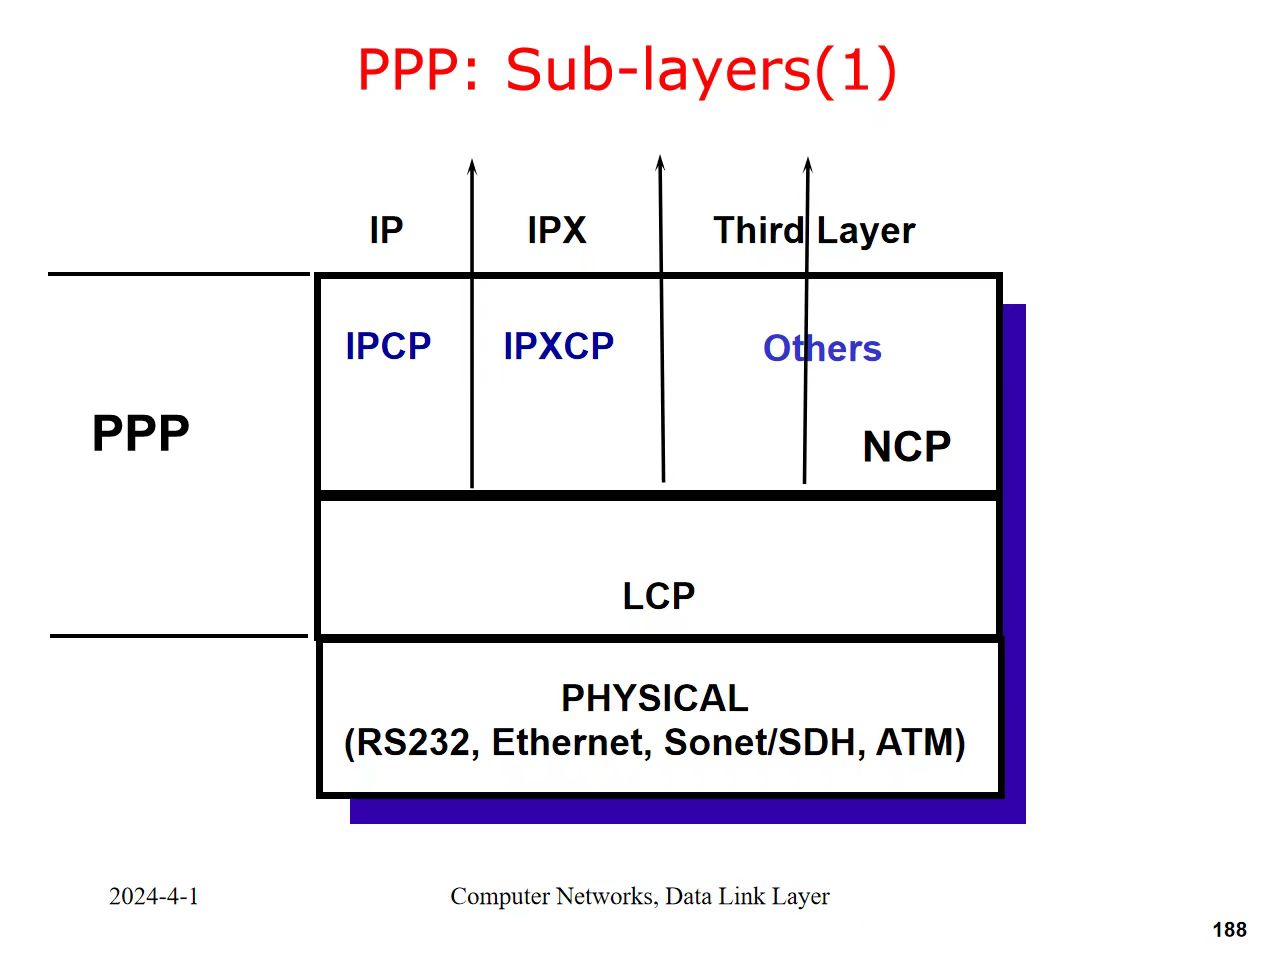 PPP: Sub-layers(1)
IP IPX Third Layer
IPCP IPXCP Others
PPP
NCP
LCP
PHYSICAL
(RS232, Ethernet, Sonet/SDH, ATM)
2024-4-1 Computer Networks, Data Link Layer
188